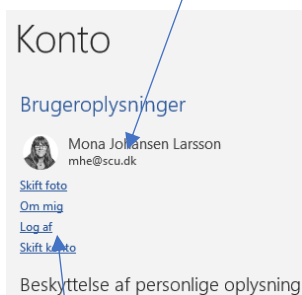 Konto
Brugeroplysninger
Mona Johansen Larsson
mhe@scu.dk
Skift foto
Om mig
Log af
Skift konto
Beskyttelse af personlige oplysning